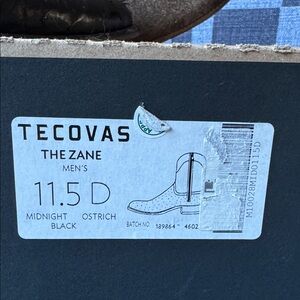 TECOVAS
THE ZANE
MEN'S
11.5 D
MIDNIGHT OSTRICH
BLACK
BATCH NO 189864 4602